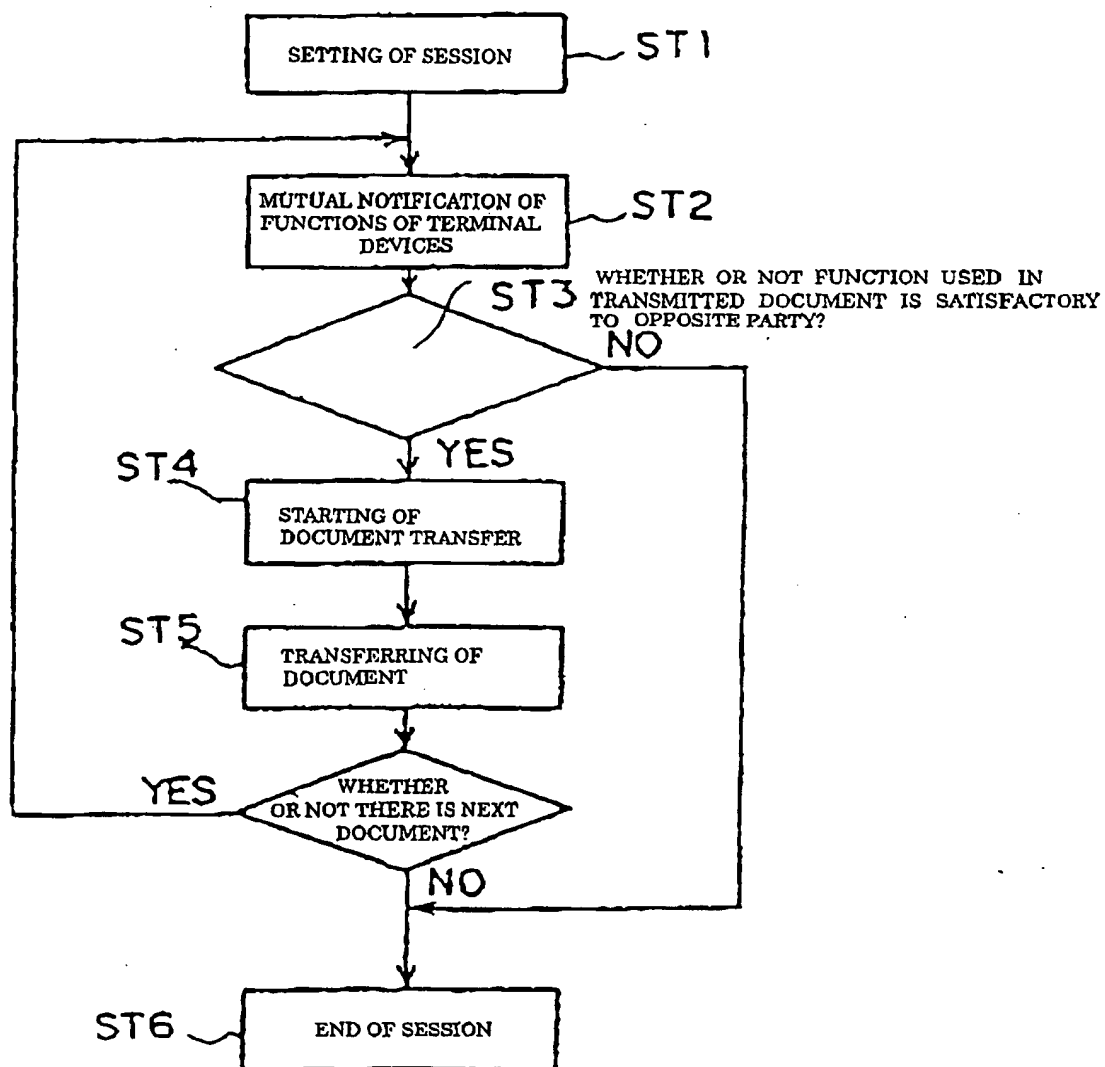 SETTING OF SESSION
ST1
MUTUAL NOTIFICATION OF
FUNCTIONS OF TERMINAL
DEVICES
ST2
ST3
WHETHER OR NOT FUNCTION USED IN
TRANSMITTED DOCUMENT IS SATISFACTORY
TO OPPOSITE PARTY?
NO
YES
ST4
STARTING OF
DOCUMENT TRANSFER
ST5
TRANSFERRING OF
DOCUMENT
YES
WHETHER
OR NOT THERE IS NEXT
DOCUMENT?
NO
ST6
END OF SESSION